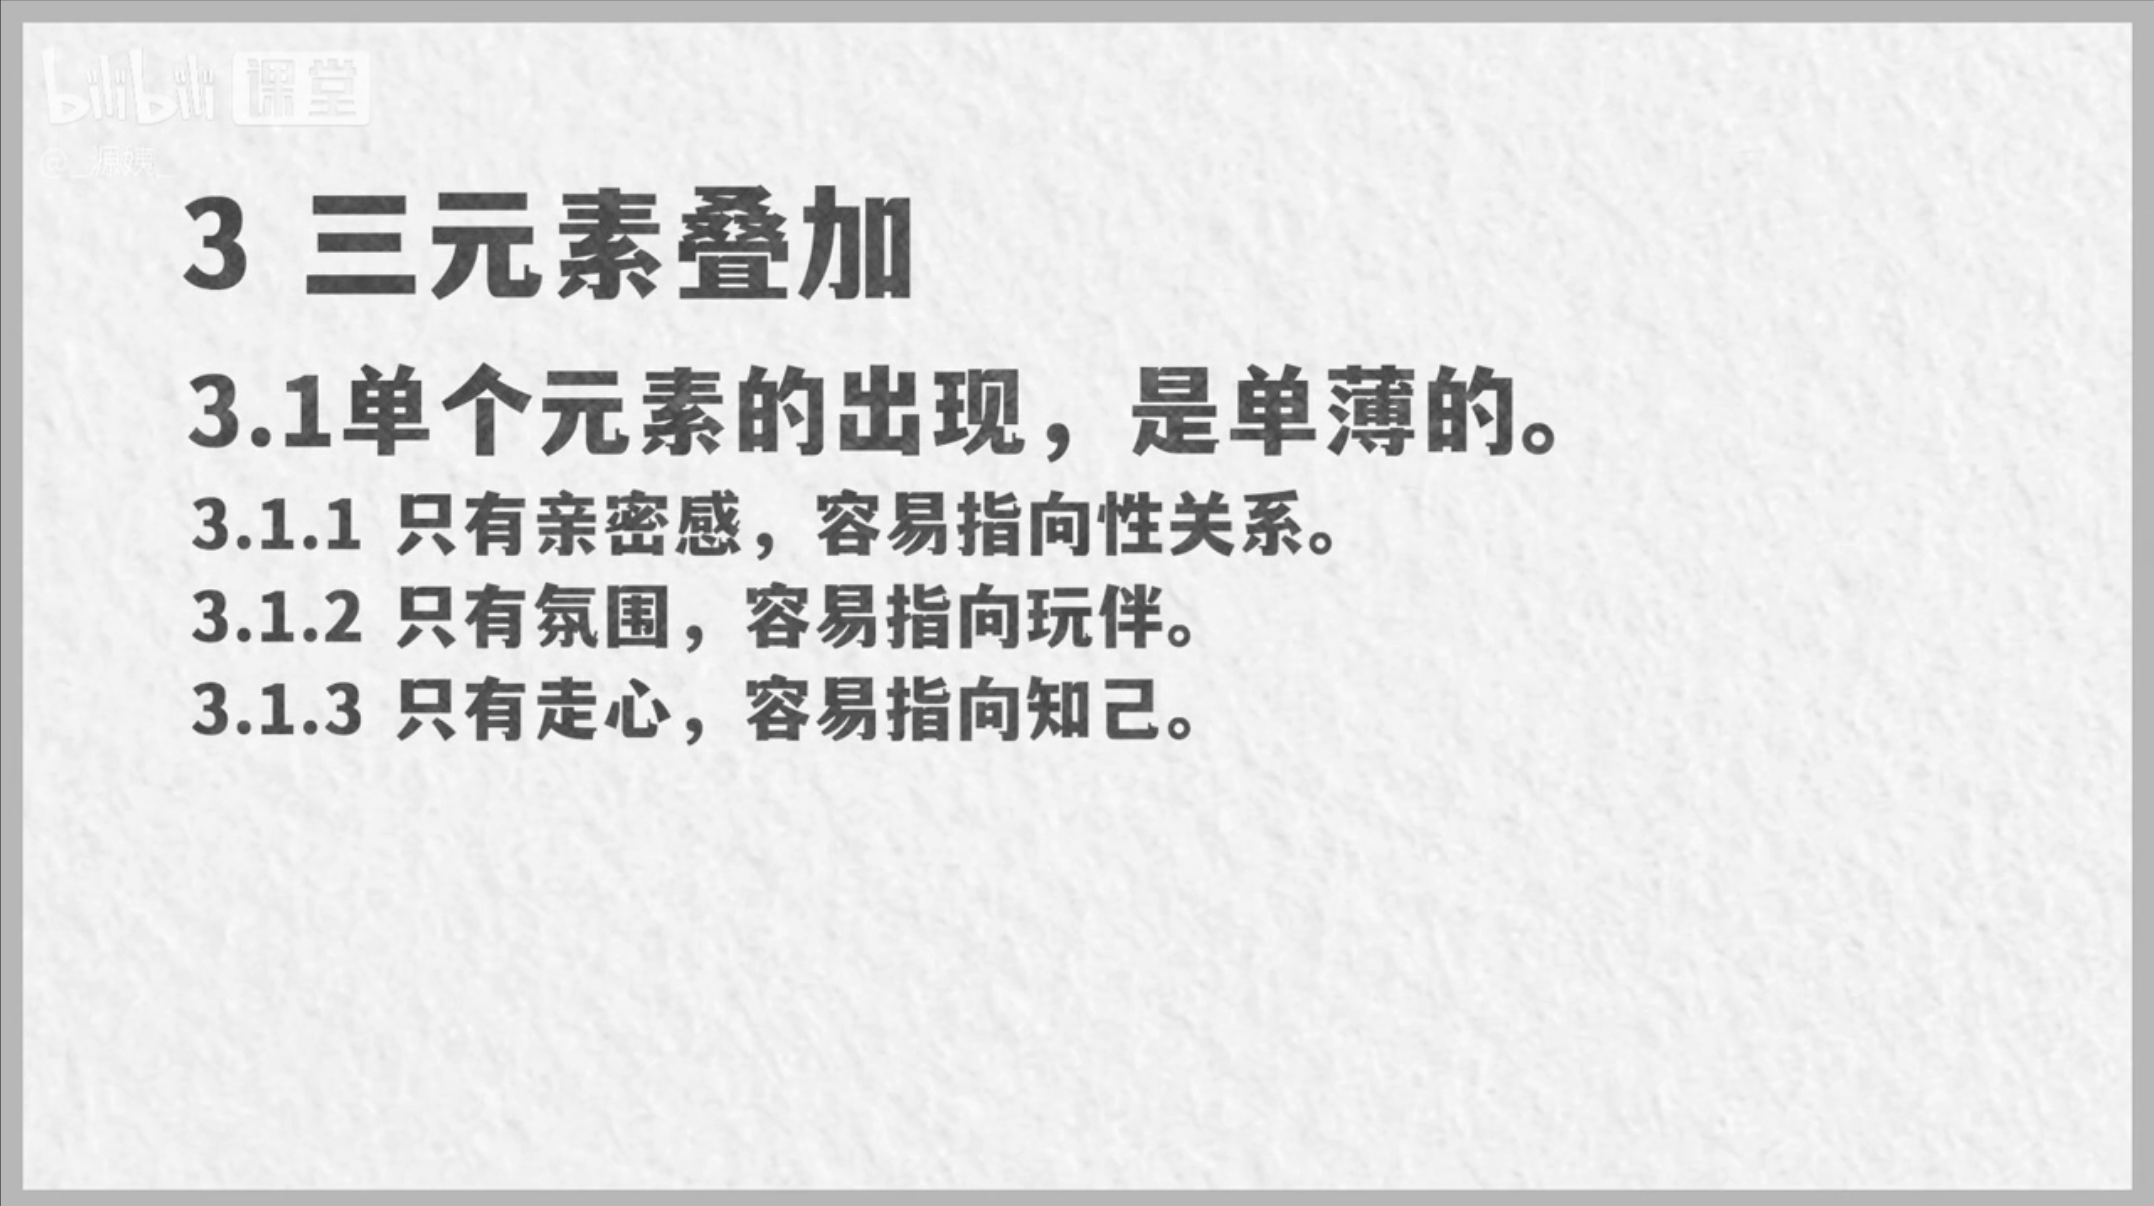 bilibili 课堂
@_源姨_
3 三元素叠加
3.1单个元素的出现，是单薄的。
3.1.1 只有亲密感，容易指向性关系。
3.1.2 只有氛围，容易指向玩伴。
3.1.3 只有走心，容易指向知己。